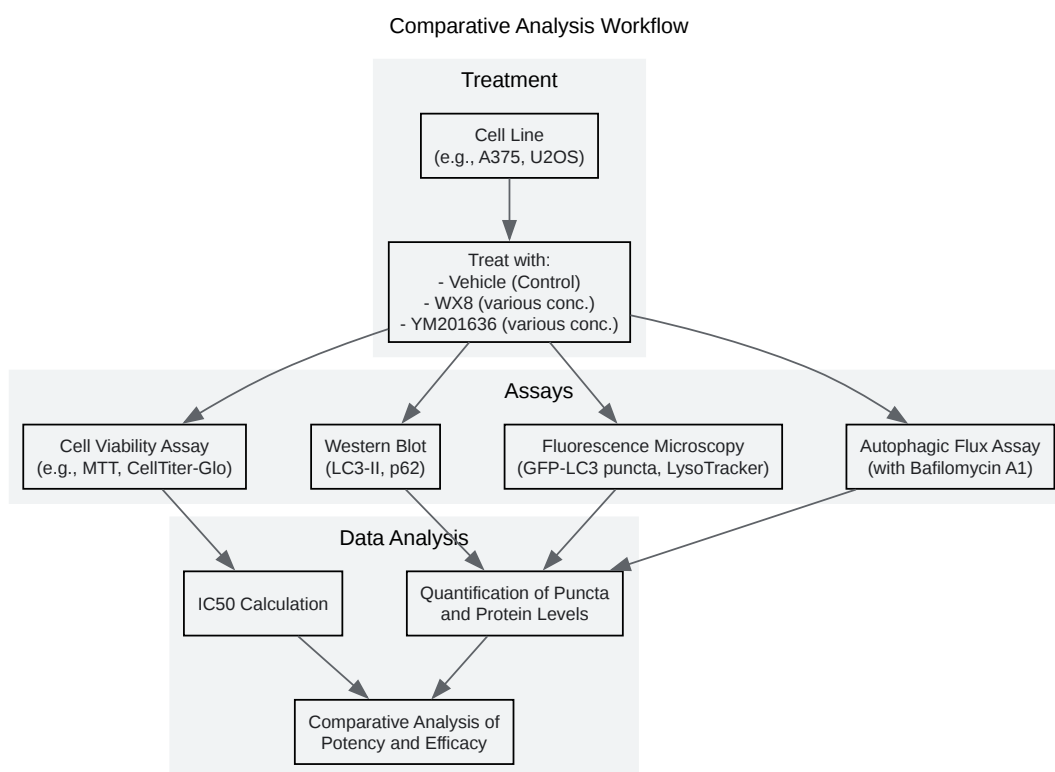 Comparative Analysis Workflow
Treatment
Cell Line
(e.g., A375, U2OS)
Treat with:
- Vehicle (Control)
- WX8 (various conc.)
- YM201636 (various conc.)
Assays
Cell Viability Assay
(e.g., MTT, CellTiter-Glo)
Western Blot
(LC3-II, p62)
Fluorescence Microscopy
(GFP-LC3 puncta, LysoTracker)
Autophagic Flux Assay
(with Bafilomycin A1)
Data Analysis
IC50 Calculation
Quantification of Puncta
and Protein Levels
Comparative Analysis of
Potency and Efficacy